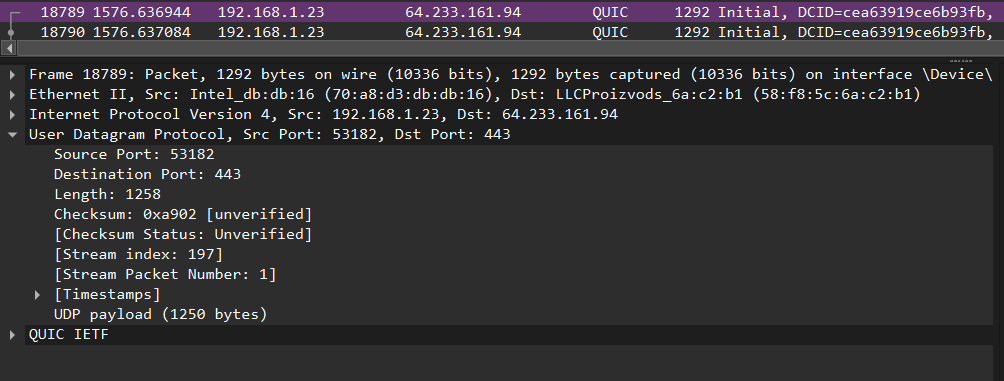 18789 1576.636944 192.168.1.23 64.233.161.94 QUIC 1292 Initial, DCID=cea63919ce6b93fb,
18790 1576.637084 192.168.1.23 64.233.161.94 QUIC 1292 Initial, DCID=cea63919ce6b93fb,
Frame 18789: Packet, 1292 bytes on wire (10336 bits), 1292 bytes captured (10336 bits) on interface \Device\
Ethernet II, Src: Intel_db:db:16 (70:a8:d3:db:db:16), Dst: LLCProizvods_6a:c2:b1 (58:f8:5c:6a:c2:b1)
Internet Protocol Version 4, Src: 192.168.1.23, Dst: 64.233.161.94
User Datagram Protocol, Src Port: 53182, Dst Port: 443
Source Port: 53182
Destination Port: 443
Length: 1258
Checksum: 0xa902 [unverified]
[Checksum Status: Unverified]
[Stream index: 197]
[Stream Packet Number: 1]
[Timestamps]
UDP payload (1250 bytes)
QUIC IETF